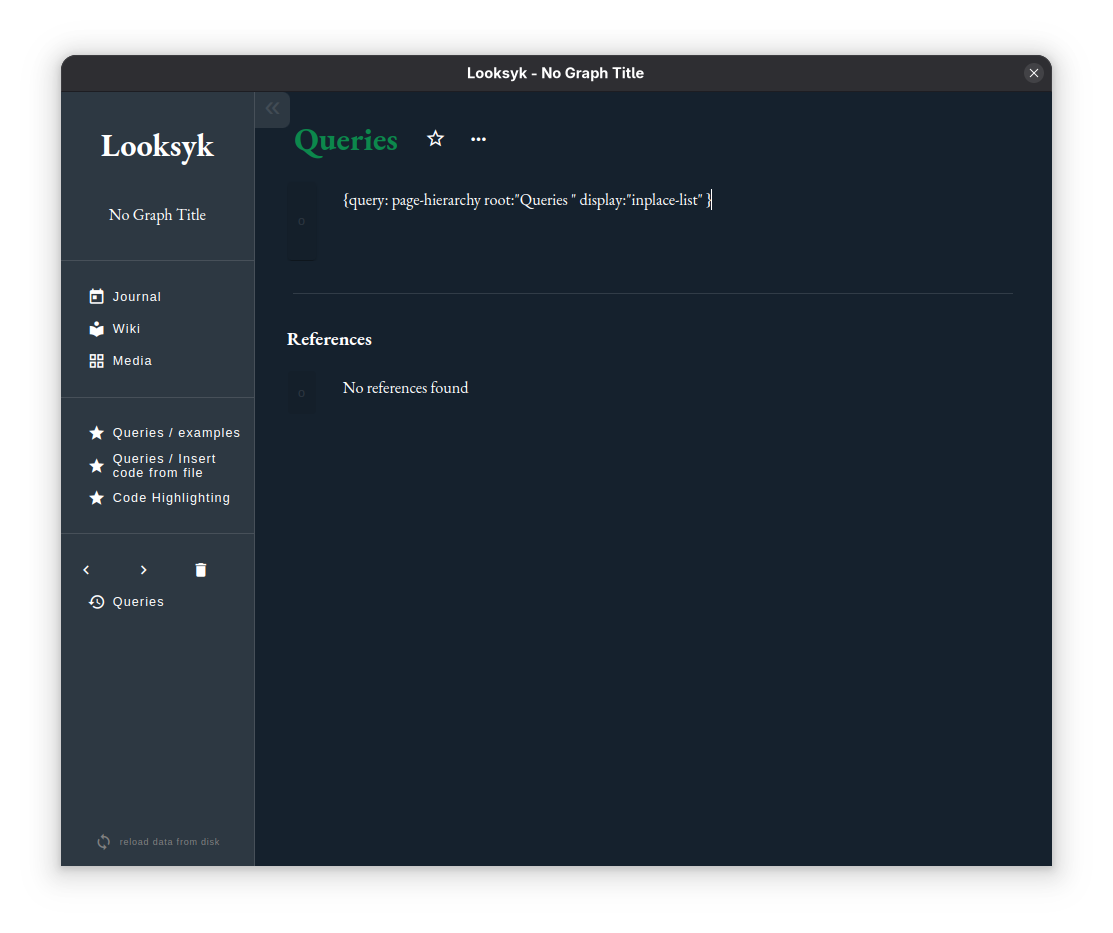 Looksyk - No Graph Title
Looksyk
No Graph Title
Journal
Wiki
Media
Queries / examples
Queries / Insert
code from file
Code Highlighting
Queries
reload data from disk
Queries
{query: page-hierarchy root:"Queries " display:"inplace-list" }
References
No references found